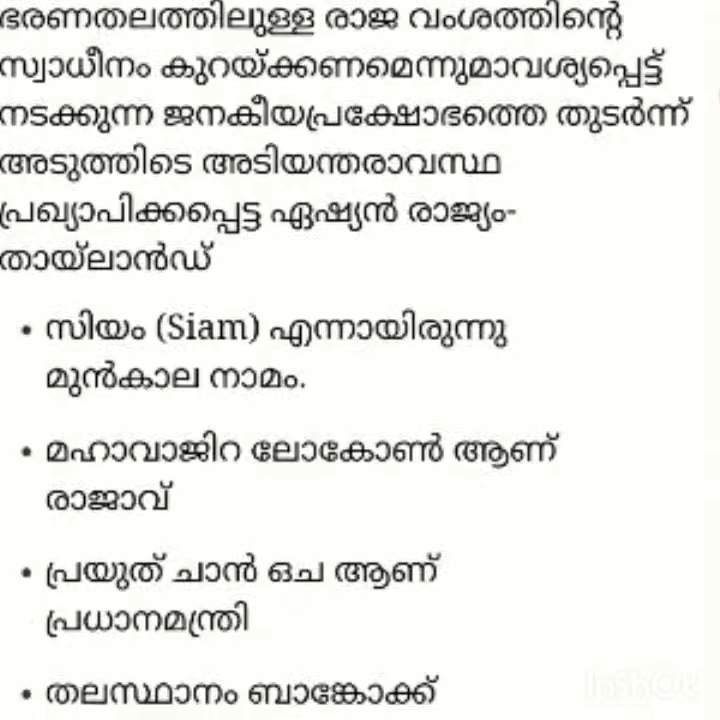 ഭരണതലത്തിലുള്ള രാജ വംശത്തിന്റെ
സ്വാധീനം കുറയ്ക്കണമെന്നുമാവശ്യപ്പെട്ട്
നടക്കുന്ന ജനകീയപ്രക്ഷോഭത്തെ തുടർന്ന്
അടുത്തിടെ അടിയന്തരാവസ്ഥ
പ്രഖ്യാപിക്കപ്പെട്ട ഏഷ്യൻ രാജ്യം-
തായ്‌ലാൻഡ്
• സിയം (Siam) എന്നായിരുന്നു
മുൻകാല നാമം.
• മഹാവാജിറ ലോകോൺ ആണ്
രാജാവ്
• പ്രയുത് ചാൻ ഒച ആണ്
പ്രധാനമന്ത്രി
• തലസ്ഥാനം ബാങ്കോക്ക്
InShOt